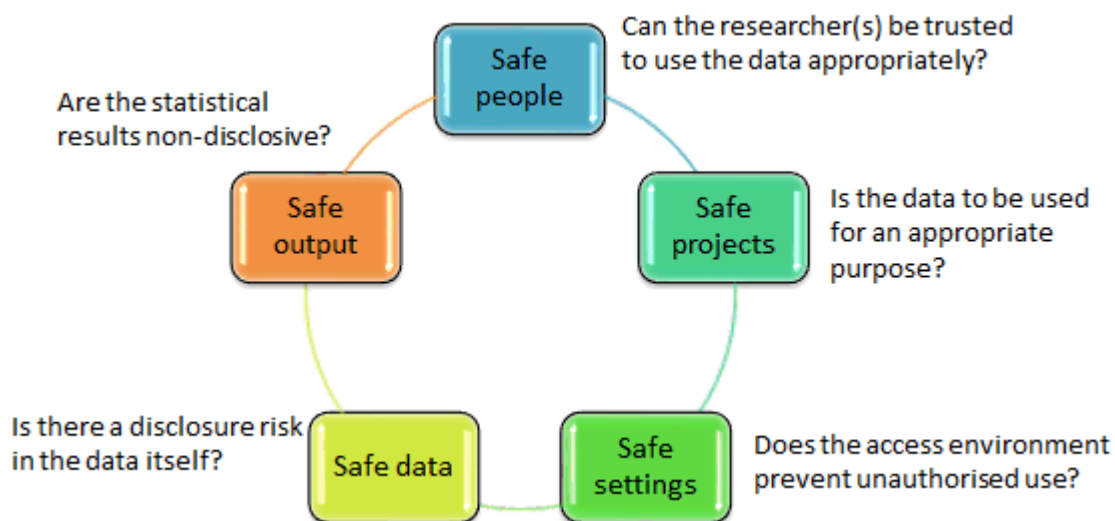 Safe
people
Can the researcher(s) be trusted
to use the data appropriately?
Safe
projects
Is the data to be used
for an appropriate
purpose?
Safe
settings
Does the access environment
prevent unauthorised use?
Safe data
Is there a disclosure risk
in the data itself?
Safe
output
Are the statistical
results non-disclosive?